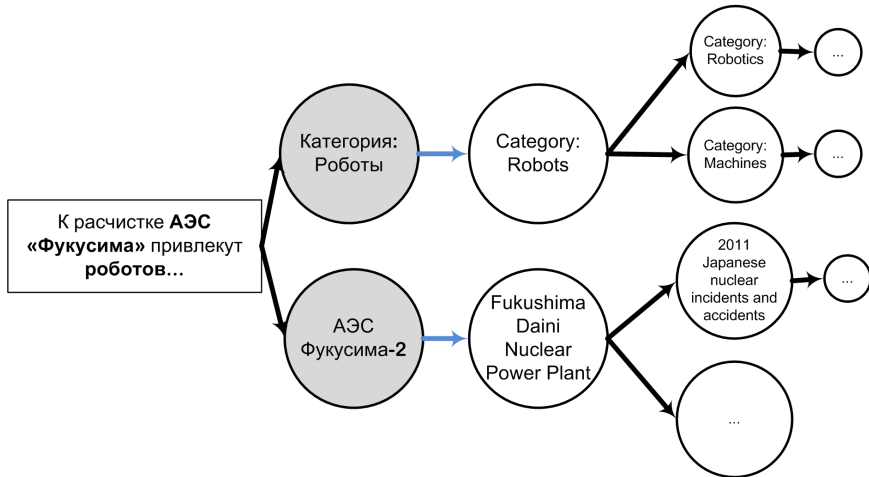 К расчистке АЭС
«Фукусима» привлекут
роботов...
Категория:
Роботы
Category:
Robots
Category:
Robotics
...
Category:
Machines
...
АЭС
Фукусима-2
Fukushima
Daini
Nuclear
Power Plant
2011
Japanese
nuclear
incidents and
accidents
...
...